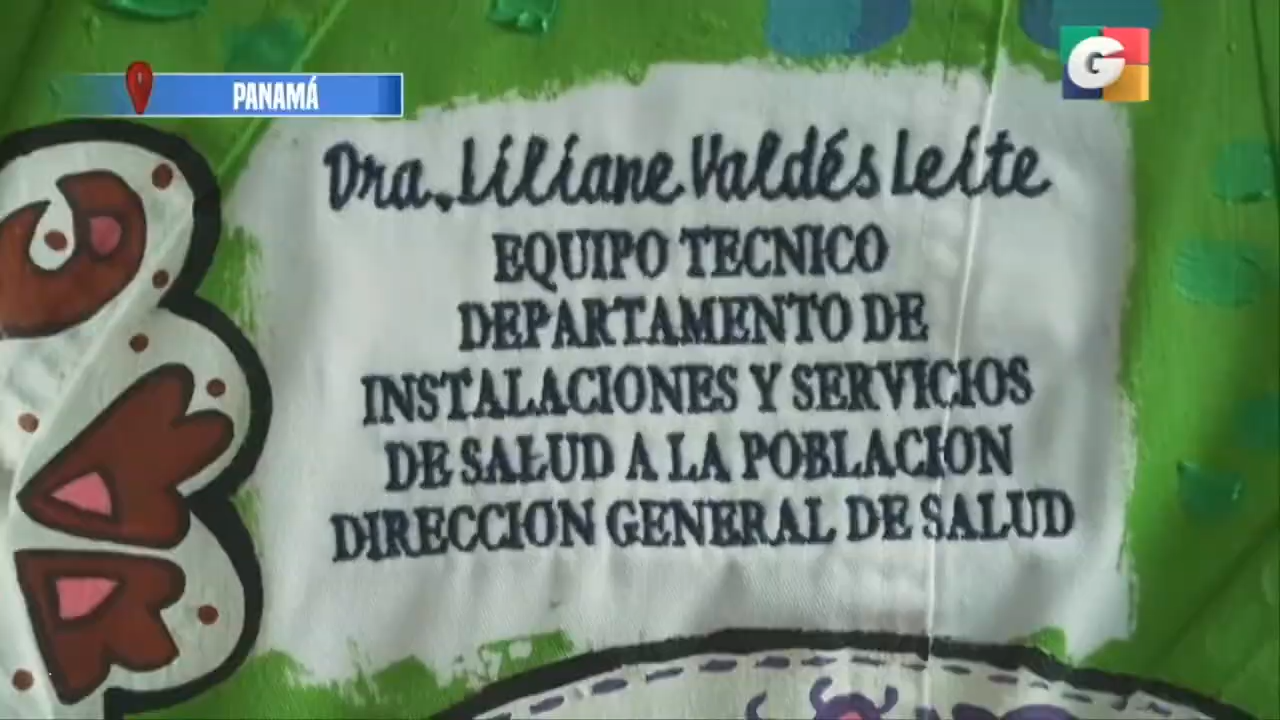 PANAMÁ
G
Dra. Liliane Valdés Leite
EQUIPO TECNICO
DEPARTAMENTO DE
INSTALACIONES Y SERVICIOS
DE SALUD A LA POBLACION
DIRECCION GENERAL DE SALUD